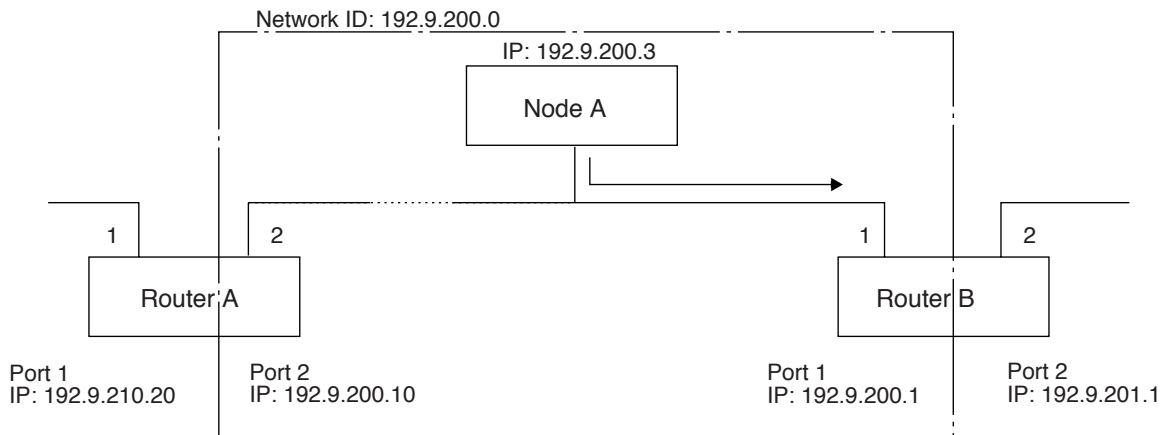 Network ID: 192.9.200.0
IP: 192.9.200.3
Node A
1
2
1
2
Router A
Router B
Port 1
IP: 192.9.210.20
Port 2
IP: 192.9.200.10
Port 1
IP: 192.9.200.1
Port 2
IP: 192.9.201.1